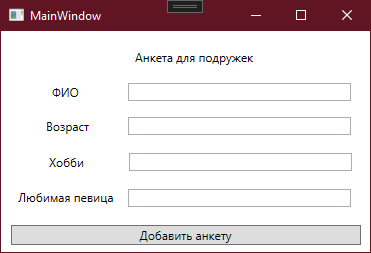 MainWindow
Анкета для подружек
ФИО
Возраст
Хобби
Любимая певица
Добавить анкету